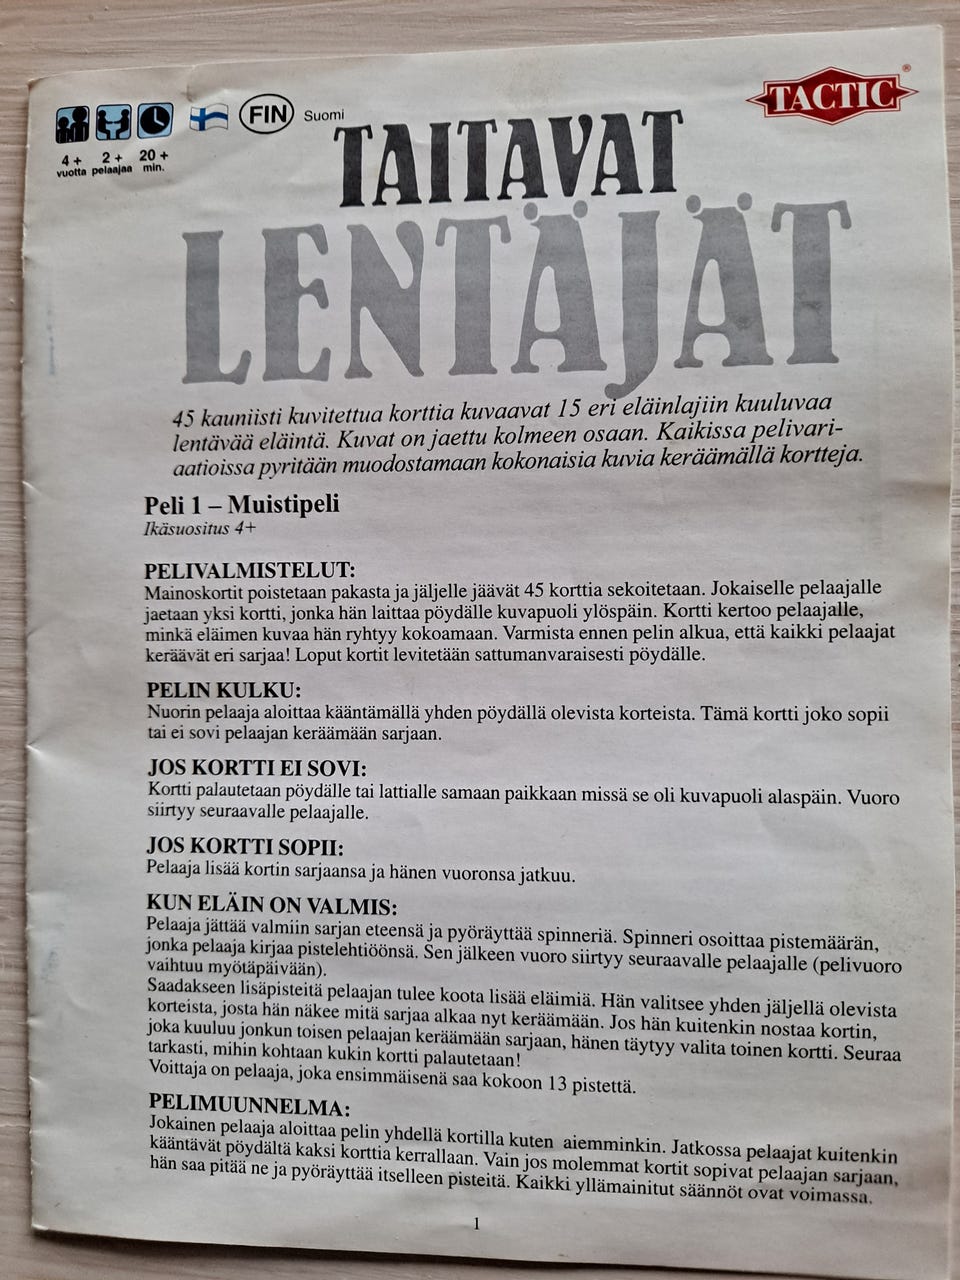 4 +
vuotta
2 +
pelaajaa
20 +
min.
FIN
Suomi
TACTIC®
TAITAVAT
LENTÄJÄT
45 kauniisti kuvitettua korttia kuvaavat 15 eri eläinlajiin kuuluvaa
lentävää eläintä. Kuvat on jaettu kolmeen osaan. Kaikissa pelivari-
aatioissa pyritään muodostamaan kokonaisia kuvia keräämällä kortteja.
Peli 1 – Muistipeli
Ikäsuositus 4+
PELIVALMISTELUT:
Mainoskortit poistetaan pakasta ja jäljelle jäävät 45 korttia sekoitetaan. Jokaiselle pelaajalle
jaetaan yksi kortti, jonka hän laittaa pöydälle kuvapuoli ylöspäin. Kortti kertoo pelaajalle,
minkä eläimen kuvaa hän ryhtyy kokoamaan. Varmista ennen pelin alkua, että kaikki pelaajat
keräävät eri sarjaa! Loput kortit levitetään sattumanvaraisesti pöydälle.
PELIN KULKU:
Nuorin pelaaja aloittaa kääntämällä yhden pöydällä olevista korteista. Tämä kortti joko sopii
tai ei sovi pelaajan keräämään sarjaan.
JOS KORTTI EI SOVI:
Kortti palautetaan pöydälle tai lattialle samaan paikkaan missä se oli kuvapuoli alaspäin. Vuoro
siirtyy seuraavalle pelaajalle.
JOS KORTTI SOPII:
Pelaaja lisää kortin sarjaansa ja hänen vuoronsa jatkuu.
KUN ELÄIN ON VALMIS:
Pelaaja jättää valmiin sarjan eteensä ja pyöräyttää spinneriä. Spinneri osoittaa pistemäärän,
jonka pelaaja kirjaa pistelehtiöönsä. Sen jälkeen vuoro siirtyy seuraavalle pelaajalle (pelivuoro
vaihtuu myötäpäivään).
Saadakseen lisäpisteitä pelaajan tulee koota lisää eläimiä. Hän valitsee yhden jäljellä olevista
korteista, josta hän näkee mitä sarjaa alkaa nyt keräämään. Jos hän kuitenkin nostaa kortin,
joka kuuluu jonkun toisen pelaajan keräämään sarjaan, hänen täytyy valita toinen kortti. Seuraa
tarkasti, mihin kohtaan kukin kortti palautetaan!
Voittaja on pelaaja, joka ensimmäisenä saa kokoon 13 pistettä.
PELIMUUNNELMA:
Jokainen pelaaja aloittaa pelin yhdellä kortilla kuten aiemminkin. Jatkossa pelaajat kuitenkin
kääntävät pöydältä kaksi korttia kerrallaan. Vain jos molemmat kortit sopivat pelaajan sarjaan,
hän saa pitää ne ja pyöräyttää itselleen pisteitä. Kaikki yllämainitut säännöt ovat voimassa.
1